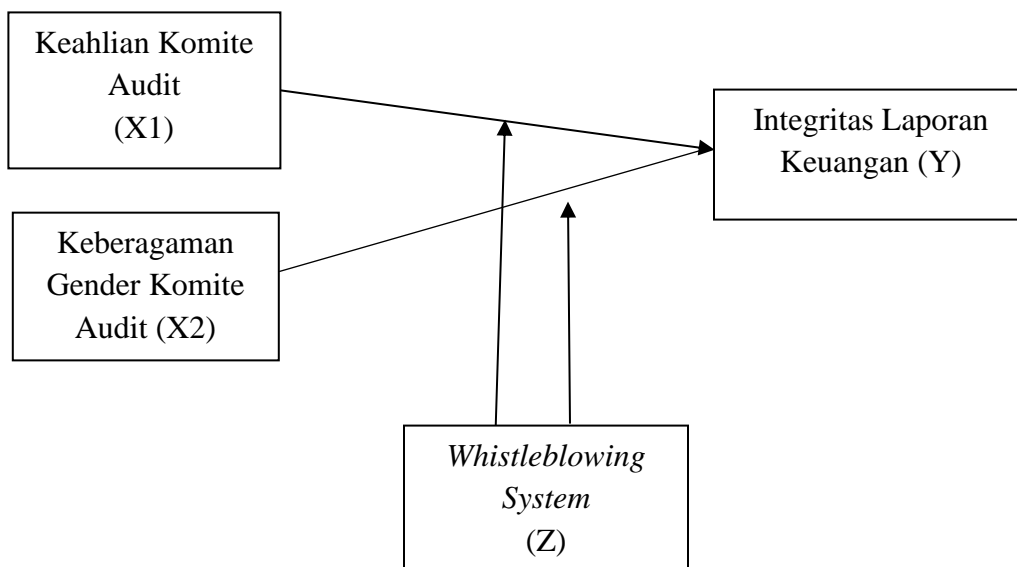 Keahlian Komite
Audit
(X1)
Integritas Laporan
Keuangan (Y)
Keberagaman
Gender Komite
Audit (X2)
Whistleblowing
System
(Z)